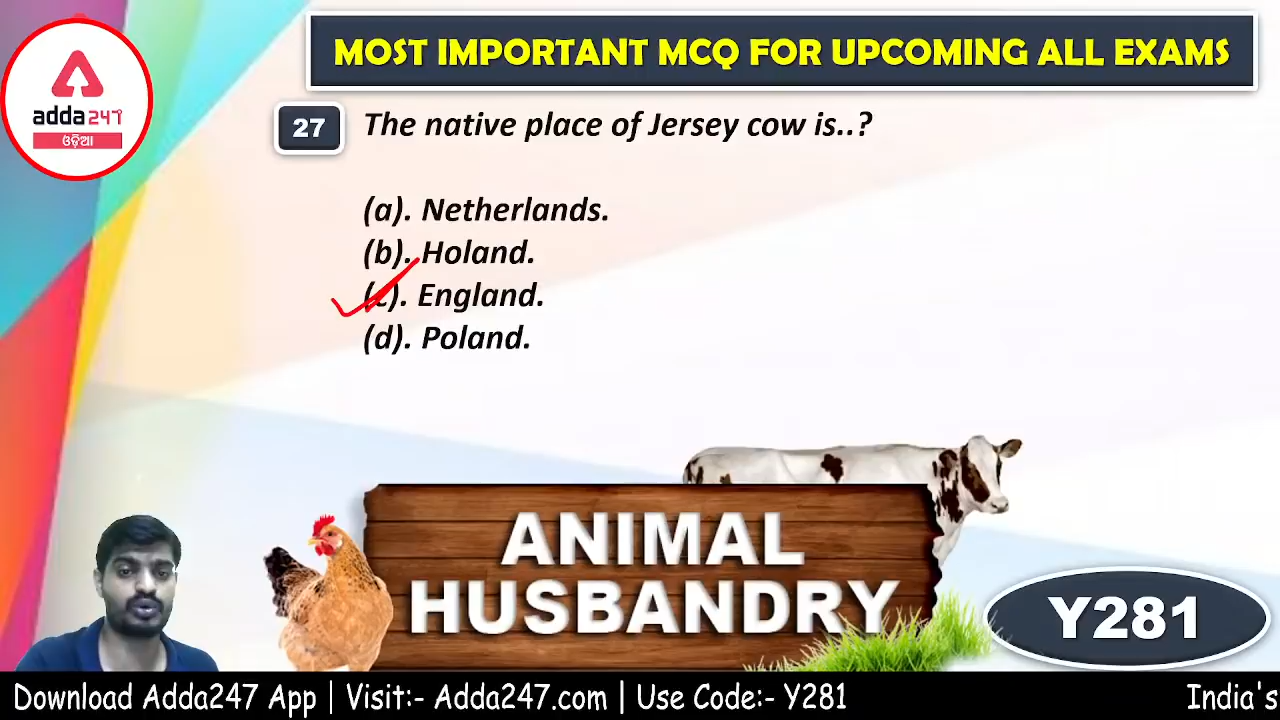 MOST IMPORTANT MCQ FOR UPCOMING ALL EXAMS
adda247
ଓଡ଼ିଆ
27 The native place of Jersey cow is..?
(a). Netherlands.
(b). Holand.
(c). England.
(d). Poland.
ANIMAL
HUSBANDRY
Y281
Download Adda247 App | Visit:- Adda247.com | Use Code:- Y281 India's